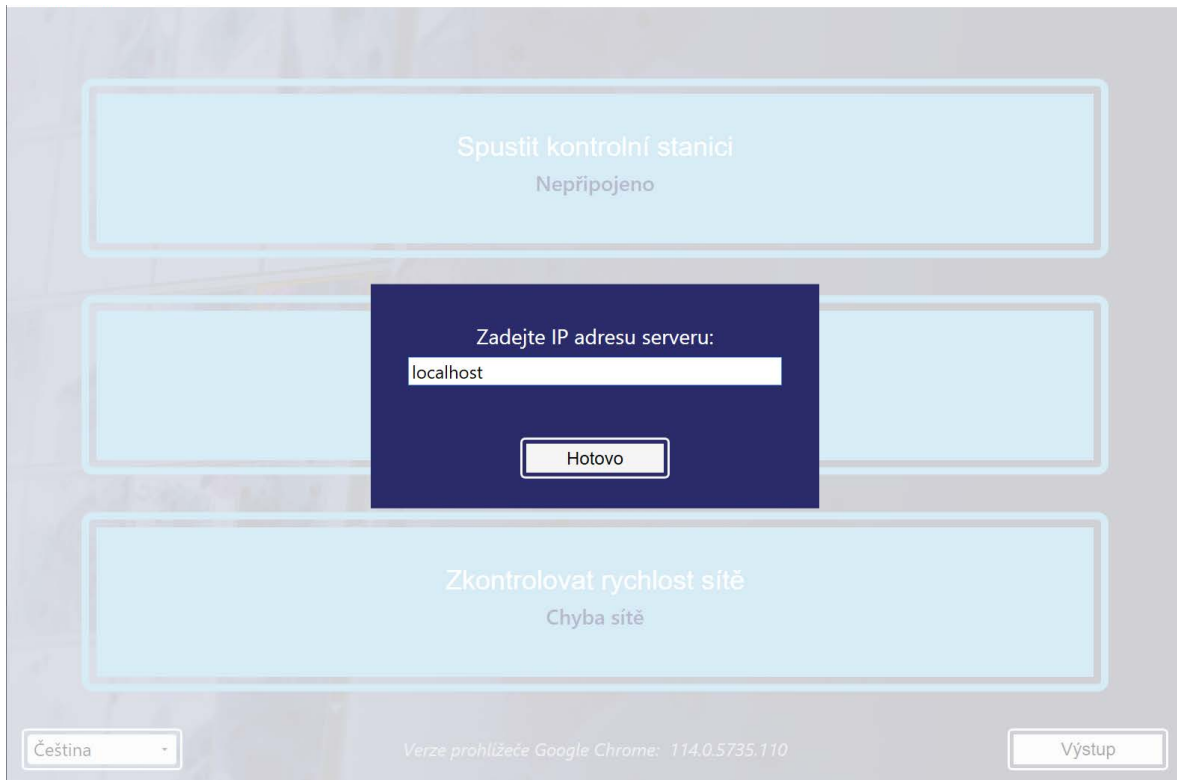 Spustit kontrolní stanici
Nepřipojeno
Zadejte IP adresu serveru:
localhost
Hotovo
Zkontrolovat rychlost sítě
Chyba sítě
Čeština
Verze prohlížeče Google Chrome: 114.0.5735.110
Výstup